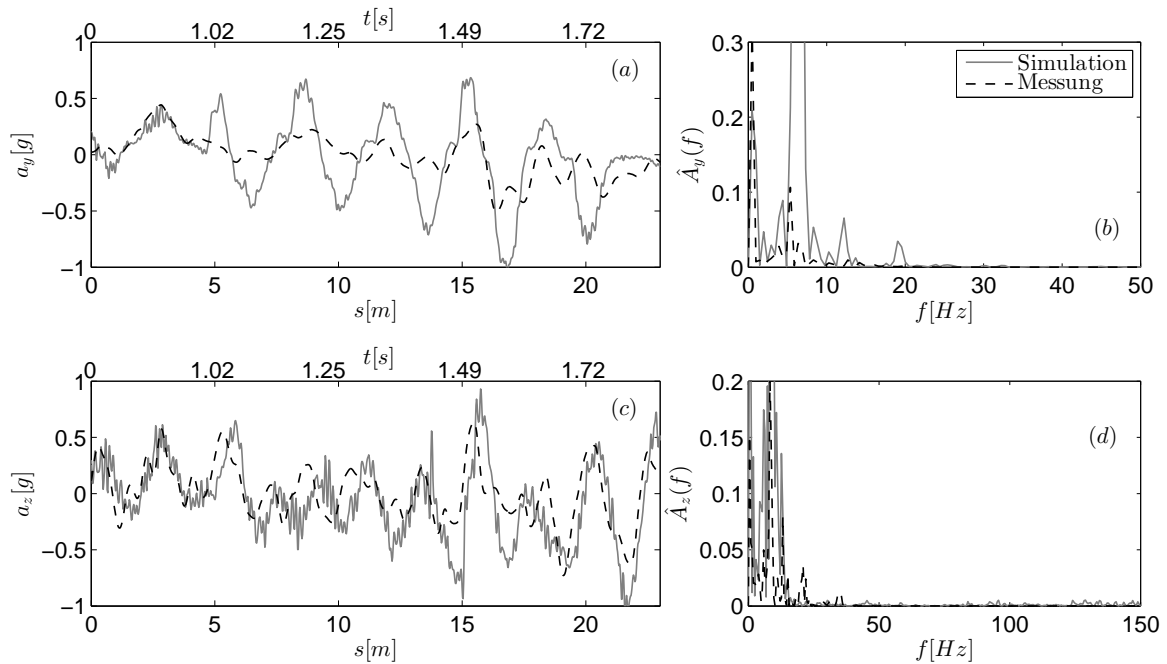 t[s]
0 1.02 1.25 1.49 1.72
1
0.5
0
−0.5
−1
a_y[g]
(a)
0 5 10 15 20
s[m]
0.3
0.2
0.1
0
Â_y(f)
Simulation
Messung
(b)
0 10 20 30 40 50
f[Hz]
t[s]
0 1.02 1.25 1.49 1.72
1
0.5
0
−0.5
−1
a_z[g]
(c)
0 5 10 15 20
s[m]
0.2
0.15
0.1
0.05
0
Â_z(f)
(d)
0 50 100 150
f[Hz]